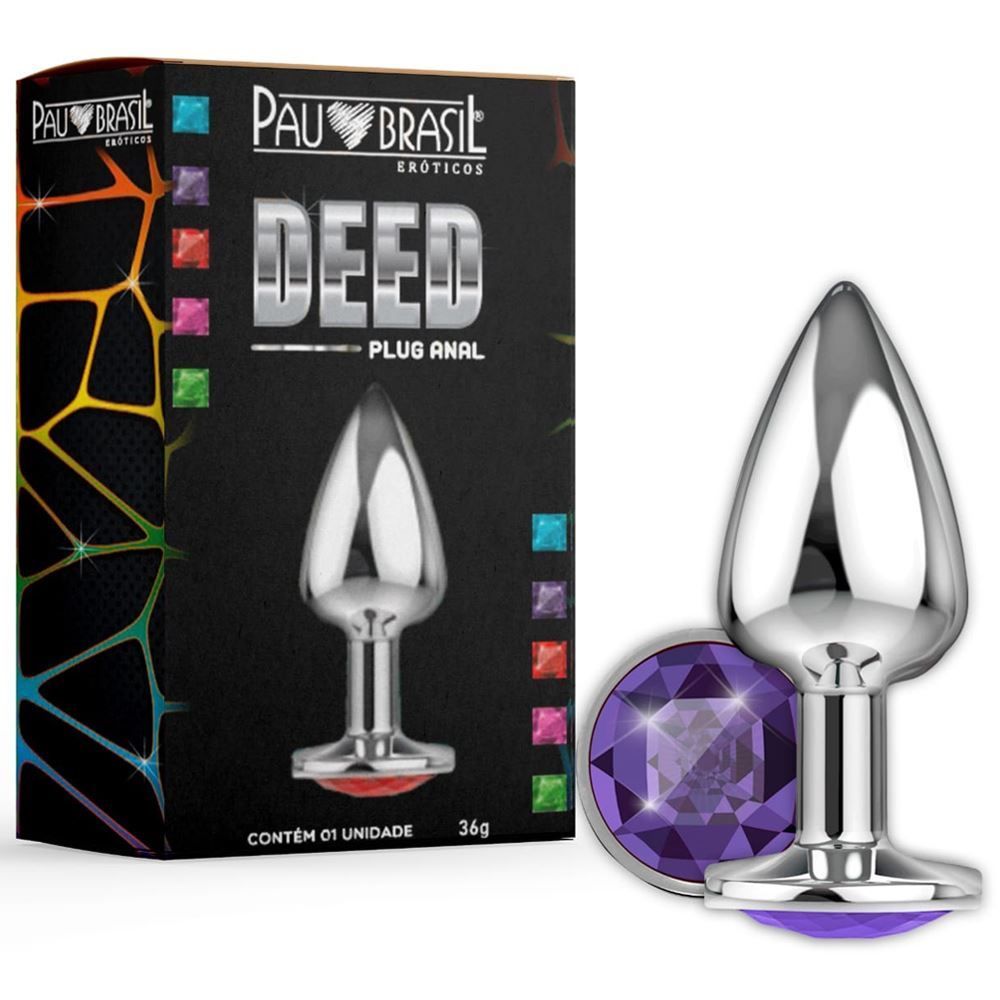 PAU BRASIL
ERÓTICOS
PAU BRASIL®
ERÓTICOS
DEED
PLUG ANAL
CONTÉM 01 UNIDADE 36g